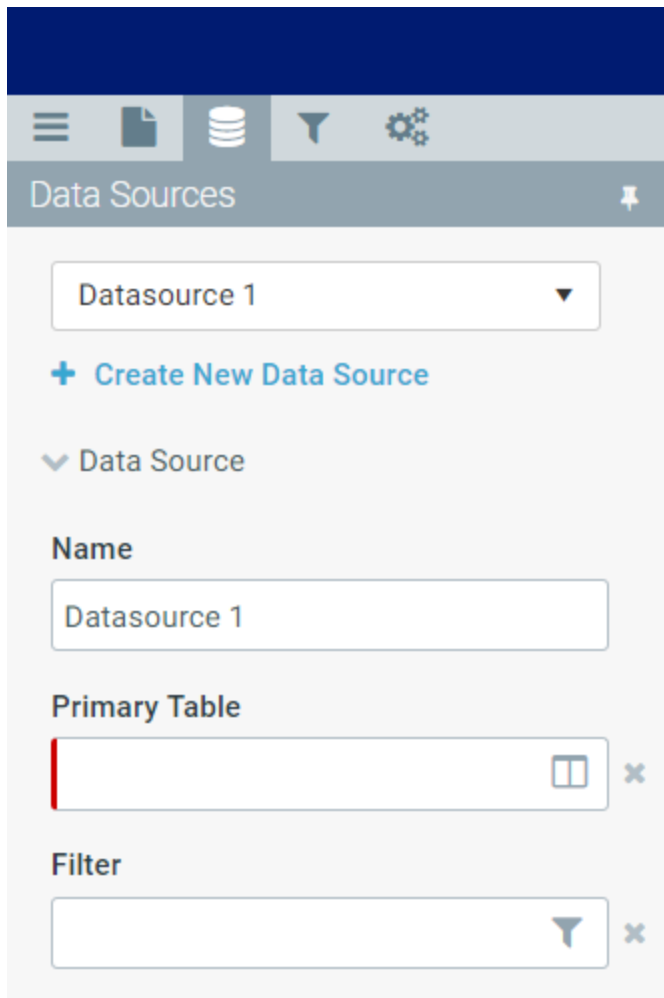 Data Sources
Datasource 1
Create New Data Source
Data Source
Name
Datasource 1
Primary Table
Filter